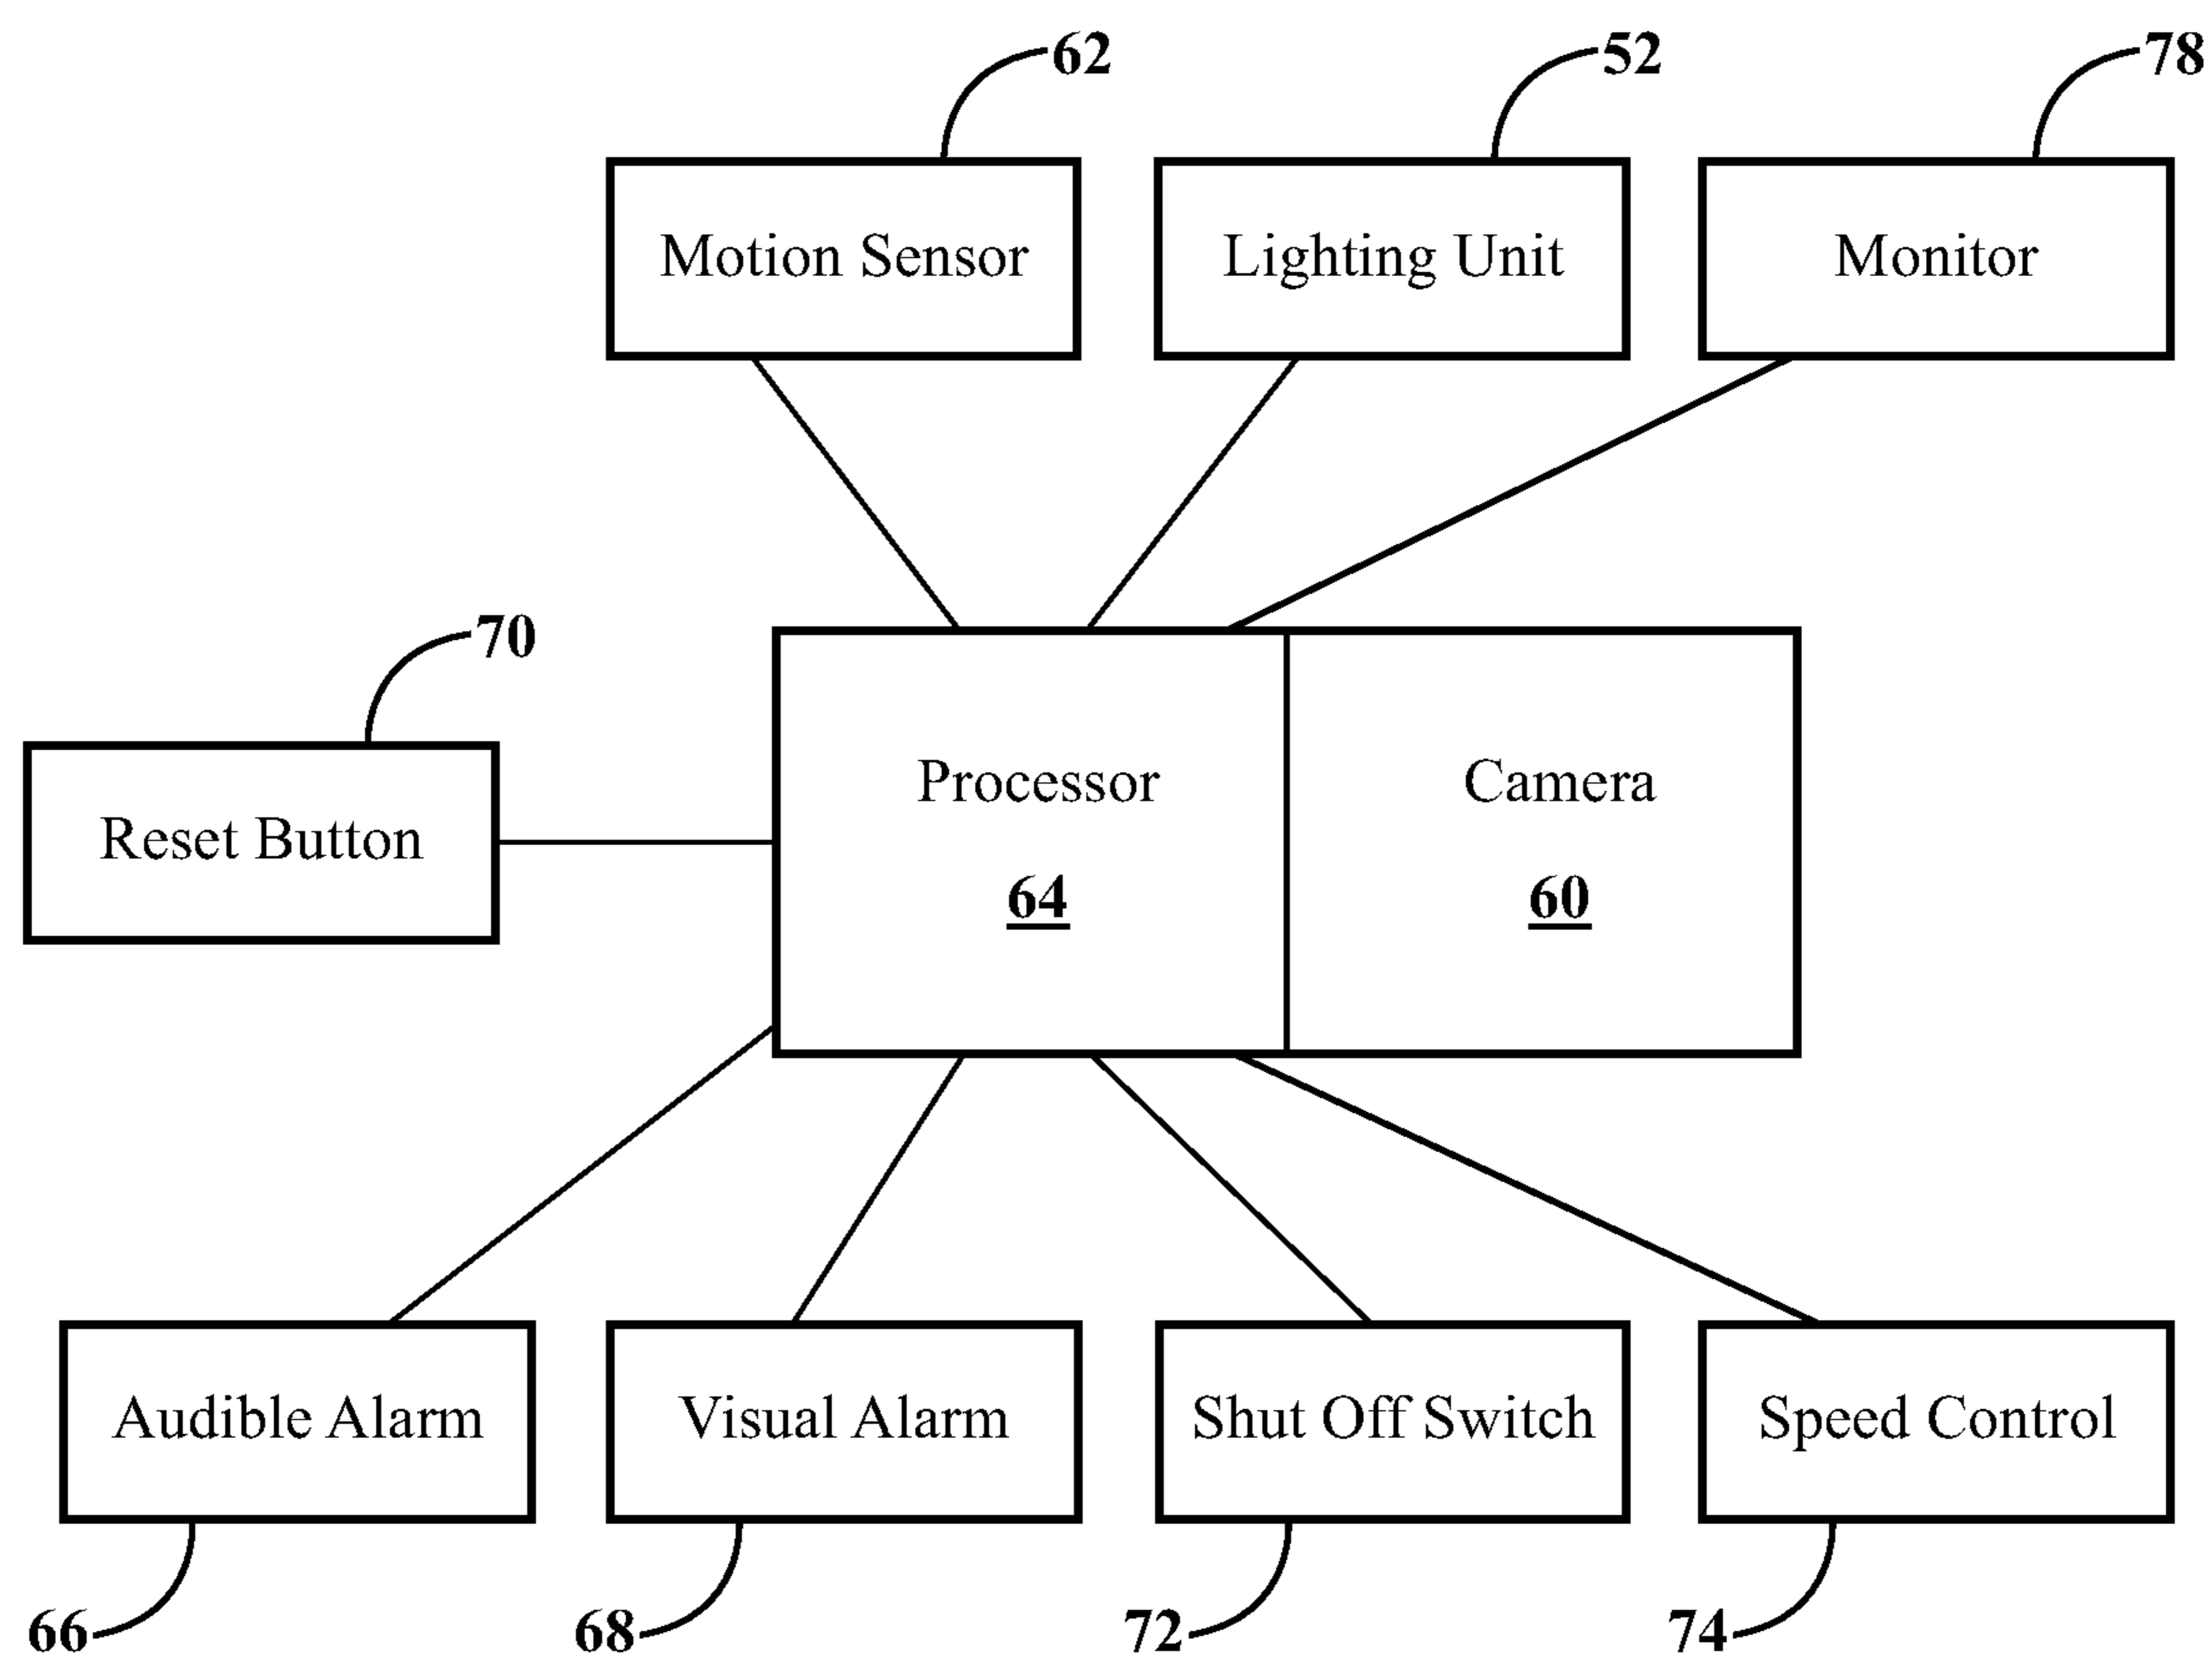 62
52
78
Motion Sensor
Lighting Unit
Monitor
70
Reset Button
Processor
64
Camera
60
Audible Alarm
Visual Alarm
Shut Off Switch
Speed Control
66
68
72
74